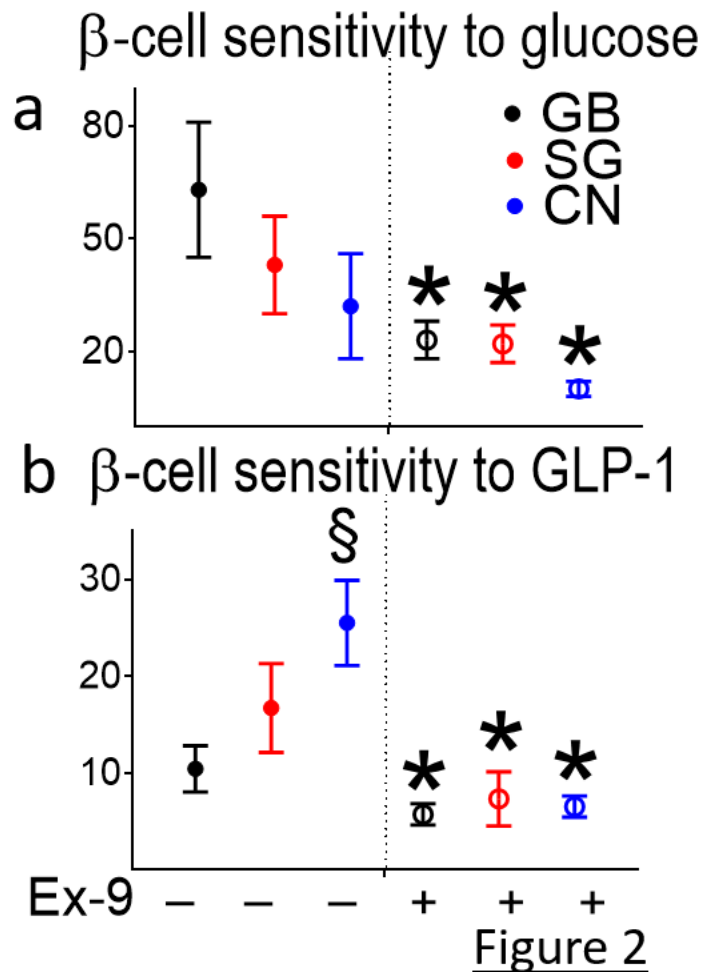 β-cell sensitivity to glucose
a
80
50
20
GB
SG
CN
* * *
b β-cell sensitivity to GLP-1
§
30
20
10
* * *
Ex-9 – – – + + +
Figure 2